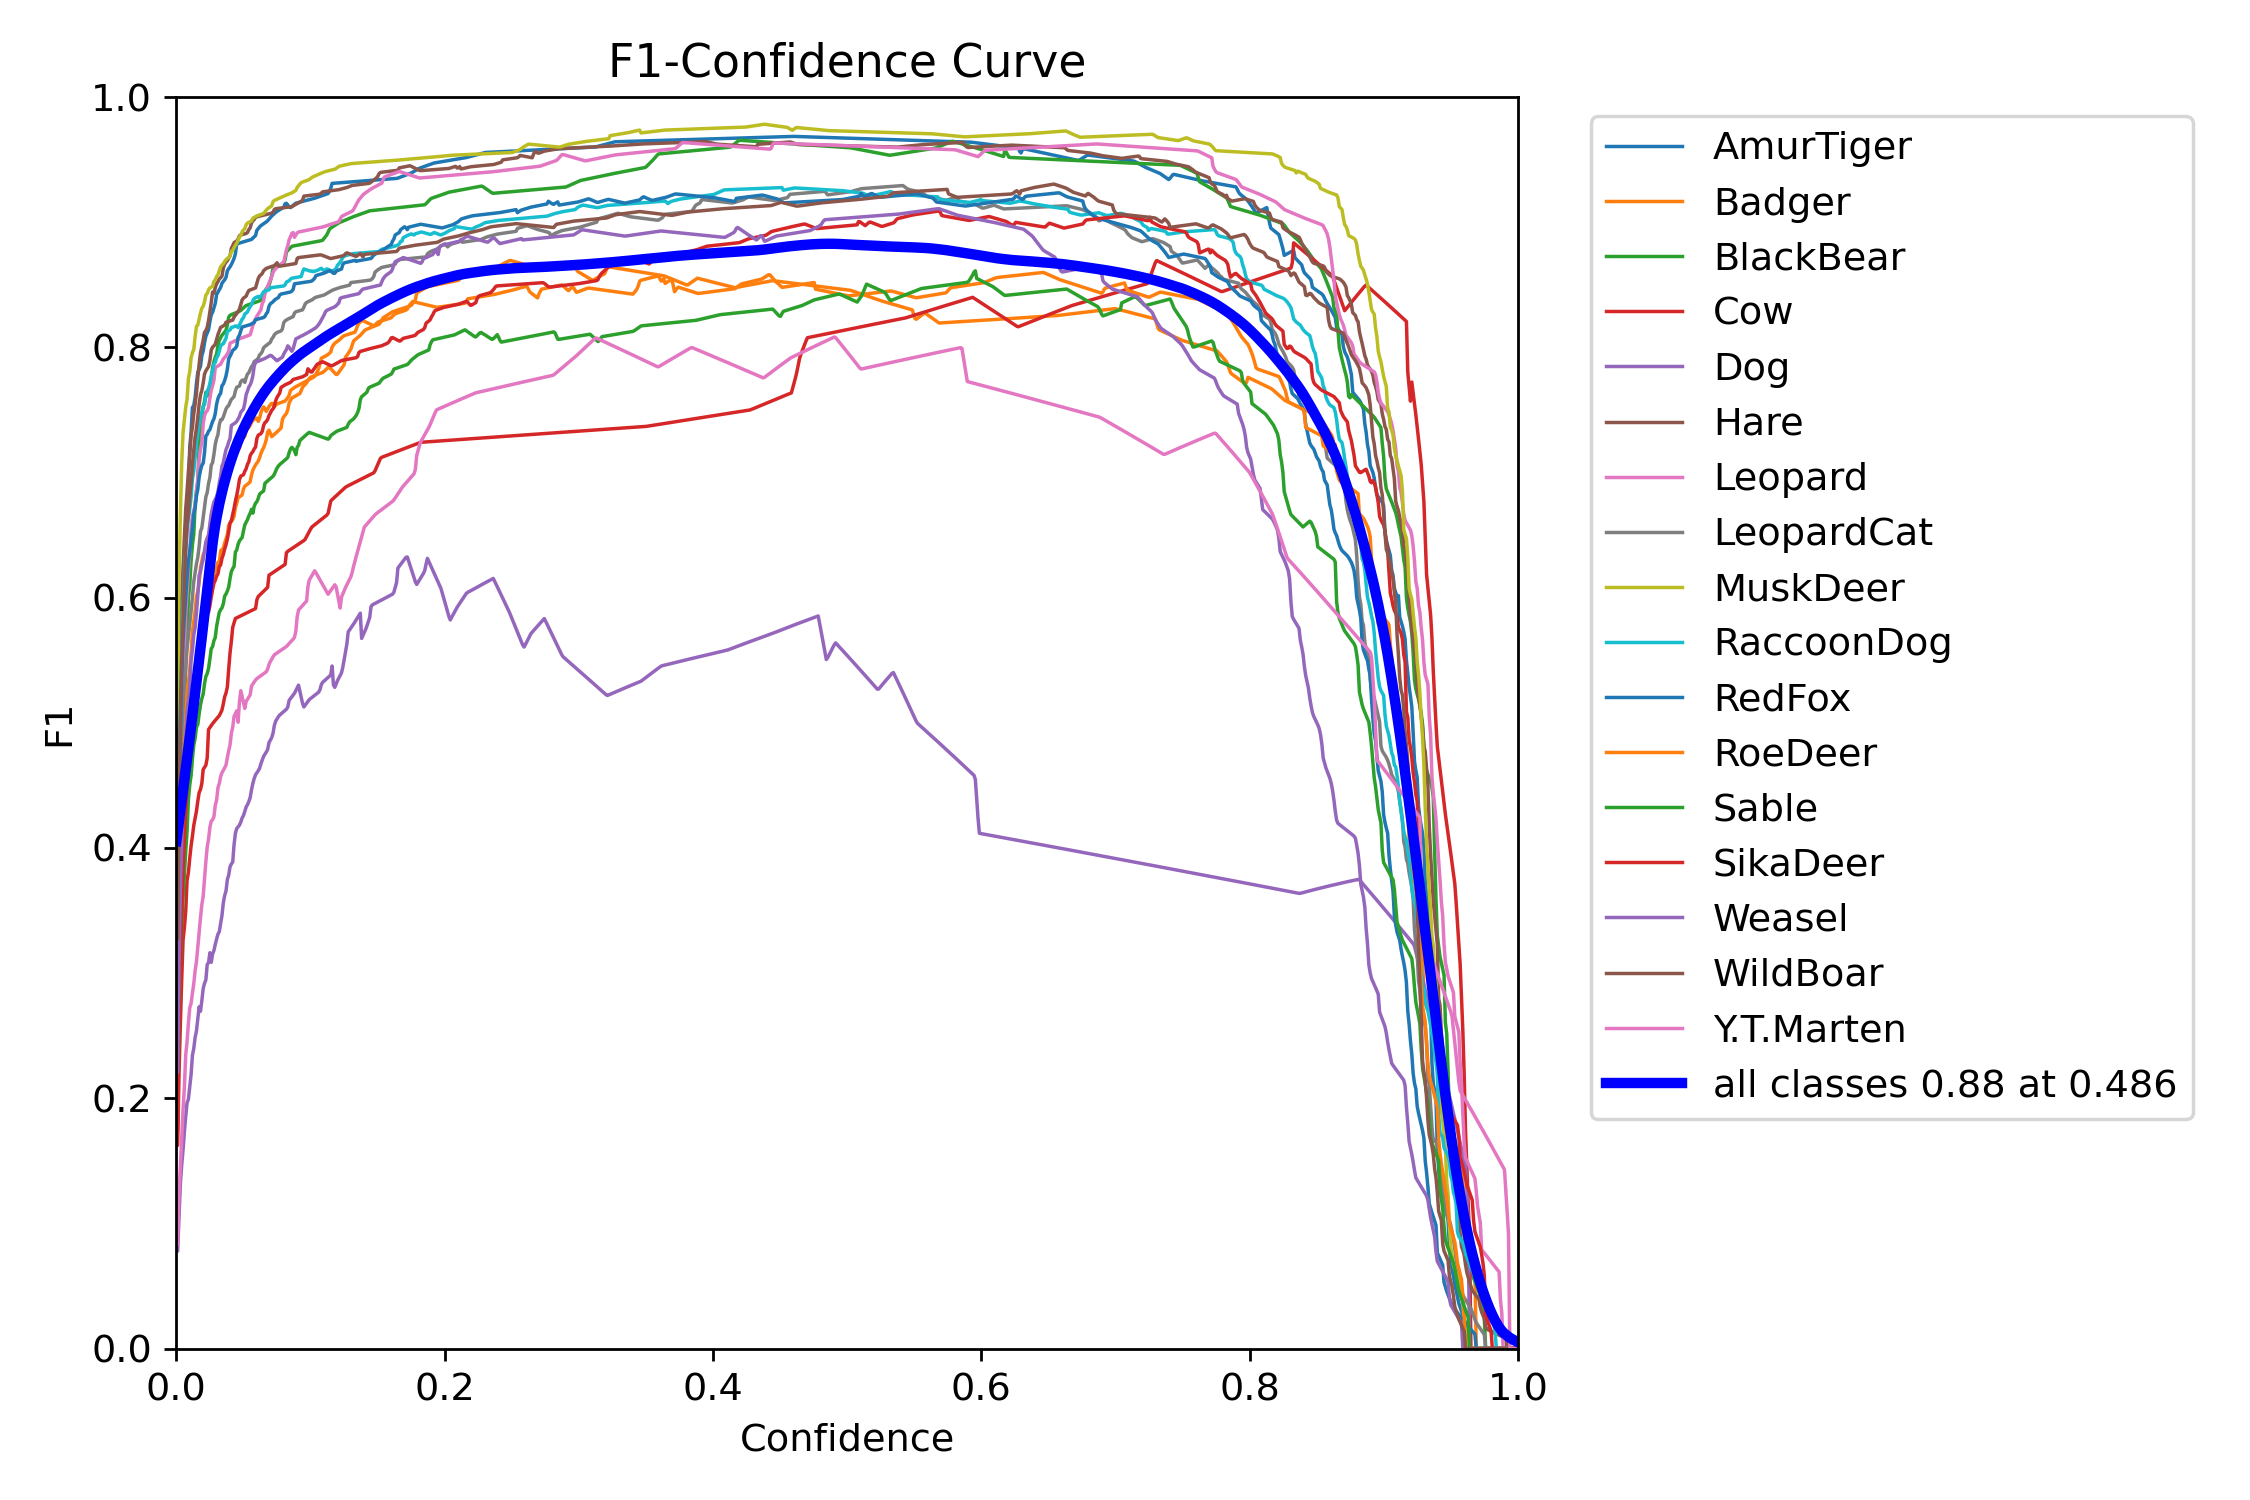 F1-Confidence Curve
1.0
0.8
0.6
0.4
0.2
0.0
F1
0.0 0.2 0.4 0.6 0.8 1.0
Confidence
AmurTiger
Badger
BlackBear
Cow
Dog
Hare
Leopard
LeopardCat
MuskDeer
RaccoonDog
RedFox
RoeDeer
Sable
SikaDeer
Weasel
WildBoar
Y.T.Marten
all classes 0.88 at 0.486